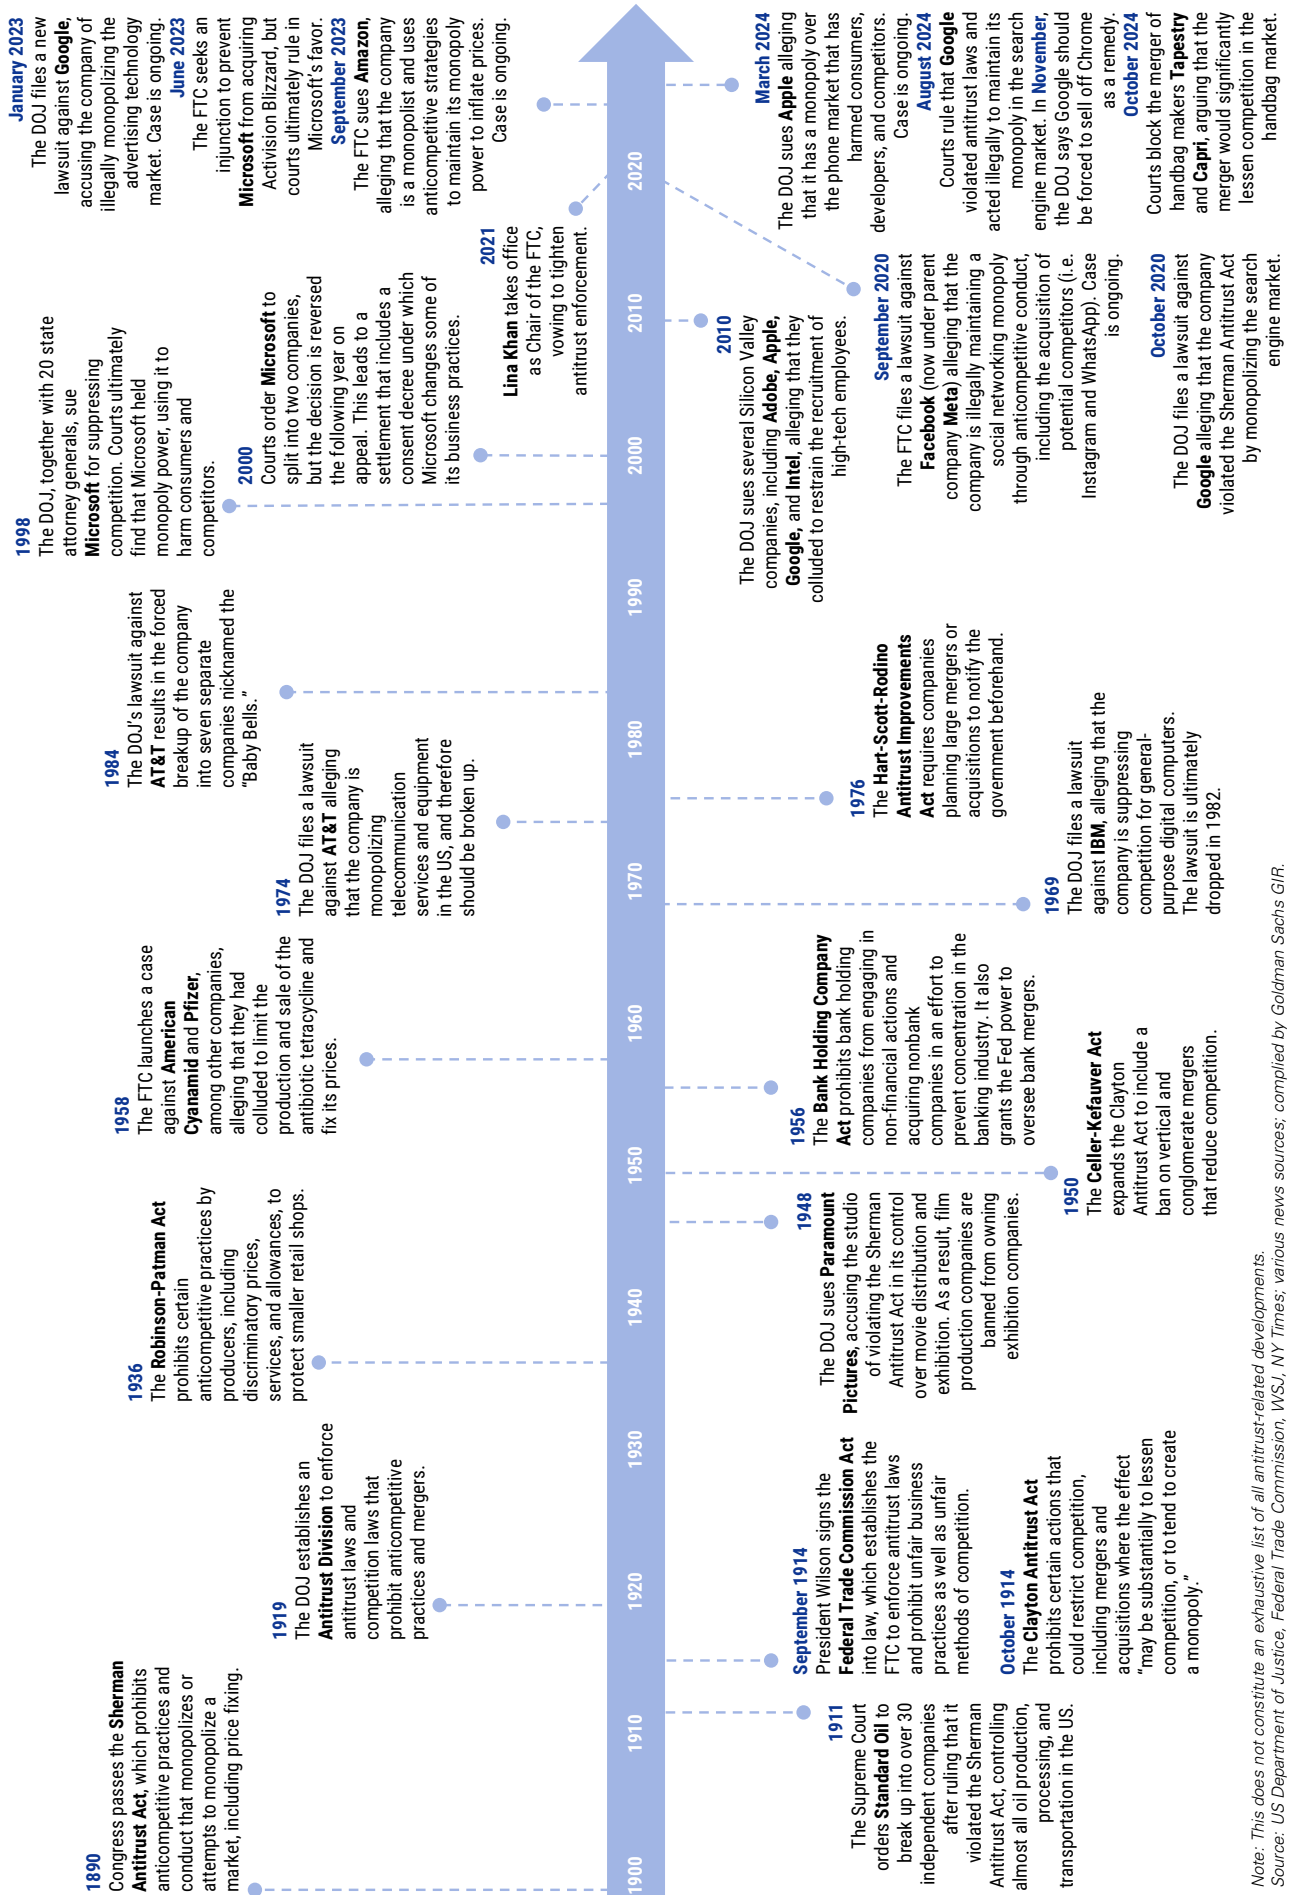 1890
Congress passes the Sherman
Antitrust Act, which prohibits
anticompetitive practices and
conduct that monopolizes or
attempts to monopolize a
market, including price fixing.
1919
The DOJ establishes an
Antitrust Division to enforce
antitrust laws and
competition laws that
prohibit anticompetitive
practices and mergers.
1936
The Robinson-Patman Act
prohibits certain
anticompetitive practices by
producers, including
discriminatory prices,
services, and allowances, to
protect smaller retail shops.
1958
The FTC launches a case
against American
Cyanamid and Pfizer,
among other companies,
alleging that they had
colluded to limit the
production and sale of the
antibiotic tetracycline and
fix its prices.
1974
The DOJ files a lawsuit
against AT&T alleging
that the company is
monopolizing
telecommunication
services and equipment
in the US, and therefore
should be broken up.
1984
The DOJ's lawsuit against
AT&T results in the forced
breakup of the company
into seven separate
companies nicknamed the
“Baby Bells.”
1998
The DOJ, together with 20 state
attorney generals, sue
Microsoft for suppressing
competition. Courts ultimately
find that Microsoft held
monopoly power, using it to
harm consumers and
competitors.
2000
Courts order Microsoft to
split into two companies,
but the decision is reversed
the following year on
appeal. This leads to a
settlement that includes a
consent decree under which
Microsoft changes some of
its business practices.
2021
Lina Khan takes office
as Chair of the FTC,
vowing to tighten
antitrust enforcement.
January 2023
The DOJ files a new
lawsuit against Google,
accusing the company of
illegally monopolizing the
advertising technology
market. Case is ongoing.
June 2023
The FTC seeks an
injunction to prevent
Microsoft from acquiring
Activision Blizzard, but
courts ultimately rule in
Microsoft's favor.
September 2023
The FTC sues Amazon,
alleging that the company
is a monopolist and uses
anticompetitive strategies
to maintain its monopoly
power to inflate prices.
Case is ongoing.
1900
1910
1920
1930
1940
1950
1960
1970
1980
1990
2000
2010
2020
1911
The Supreme Court
orders Standard Oil to
break up into over 30
independent companies
after ruling that it
violated the Sherman
Antitrust Act, controlling
almost all oil production,
processing, and
transportation in the US.
September 1914
President Wilson signs the
Federal Trade Commission Act
into law, which establishes the
FTC to enforce antitrust laws
and prohibit unfair business
practices as well as unfair
methods of competition.
October 1914
The Clayton Antitrust Act
prohibits certain actions that
could restrict competition,
including mergers and
acquisitions where the effect
“may be substantially to lessen
competition, or to tend to create
a monopoly.”
1948
The DOJ sues Paramount
Pictures, accusing the studio
of violating the Sherman
Antitrust Act in its control
over movie distribution and
exhibition. As a result, film
production companies are
banned from owning
exhibition companies.
1950
The Celler-Kefauver Act
expands the Clayton
Antitrust Act to include a
ban on vertical and
conglomerate mergers
that reduce competition.
1956
The Bank Holding Company
Act prohibits bank holding
companies from engaging in
non-financial actions and
acquiring nonbank
companies in an effort to
prevent concentration in the
banking industry. It also
grants the Fed power to
oversee bank mergers.
1969
The DOJ files a lawsuit
against IBM, alleging that the
company is suppressing
competition for general-
purpose digital computers.
The lawsuit is ultimately
dropped in 1982.
1976
The Hart-Scott-Rodino
Antitrust Improvements
Act requires companies
planning large mergers or
acquisitions to notify the
government beforehand.
2010
The DOJ sues several Silicon Valley
companies, including Adobe, Apple,
Google, and Intel, alleging that they
colluded to restrain the recruitment of
high-tech employees.
September 2020
The FTC files a lawsuit against
Facebook (now under parent
company Meta) alleging that the
company is illegally maintaining a
social networking monopoly
through anticompetitive conduct,
including the acquisition of
potential competitors (i.e.
Instagram and WhatsApp). Case
is ongoing.
October 2020
The DOJ files a lawsuit against
Google alleging that the company
violated the Sherman Antitrust Act
by monopolizing the search
engine market.
March 2024
The DOJ sues Apple alleging
that it has a monopoly over
the phone market that has
harmed consumers,
developers, and competitors.
Case is ongoing.
August 2024
Courts rule that Google
violated antitrust laws and
acted illegally to maintain its
monopoly in the search
engine market. In November,
the DOJ says Google should
be forced to sell off Chrome
as a remedy.
October 2024
Courts block the merger of
handbag makers Tapestry
and Capri, arguing that the
merger would significantly
lessen competition in the
handbag market.
Note: This does not constitute an exhaustive list of all antitrust-related developments.
Source: US Department of Justice, Federal Trade Commission, WSJ, NY Times; various news sources; complied by Goldman Sachs GIR.